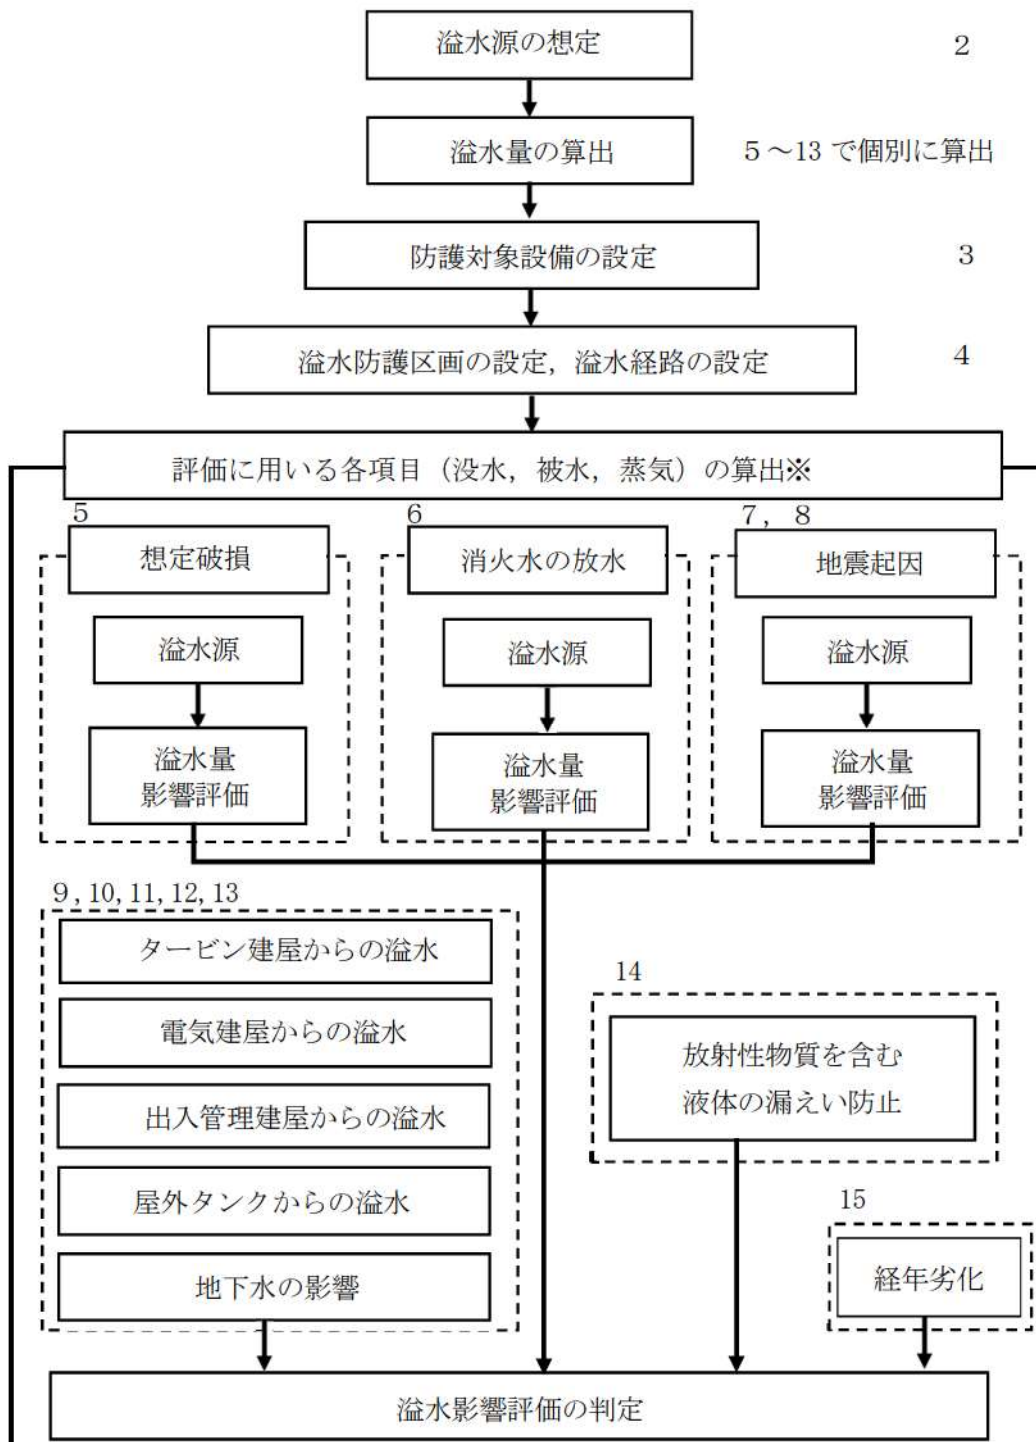 溢水源の想定
２
溢水量の算出
５～13 で個別に算出
防護対象設備の設定
３
溢水防護区画の設定，溢水経路の設定
４
評価に用いる各項目（没水，被水，蒸気）の算出※
５
６
７，８
想定破損
消火水の放水
地震起因
溢水源
溢水源
溢水源
溢水量
影響評価
溢水量
影響評価
溢水量
影響評価
９,10,11,12,13
タービン建屋からの溢水
電気建屋からの溢水
出入管理建屋からの溢水
屋外タンクからの溢水
地下水の影響
14
放射性物質を含む
液体の漏えい防止
15
経年劣化
溢水影響評価の判定